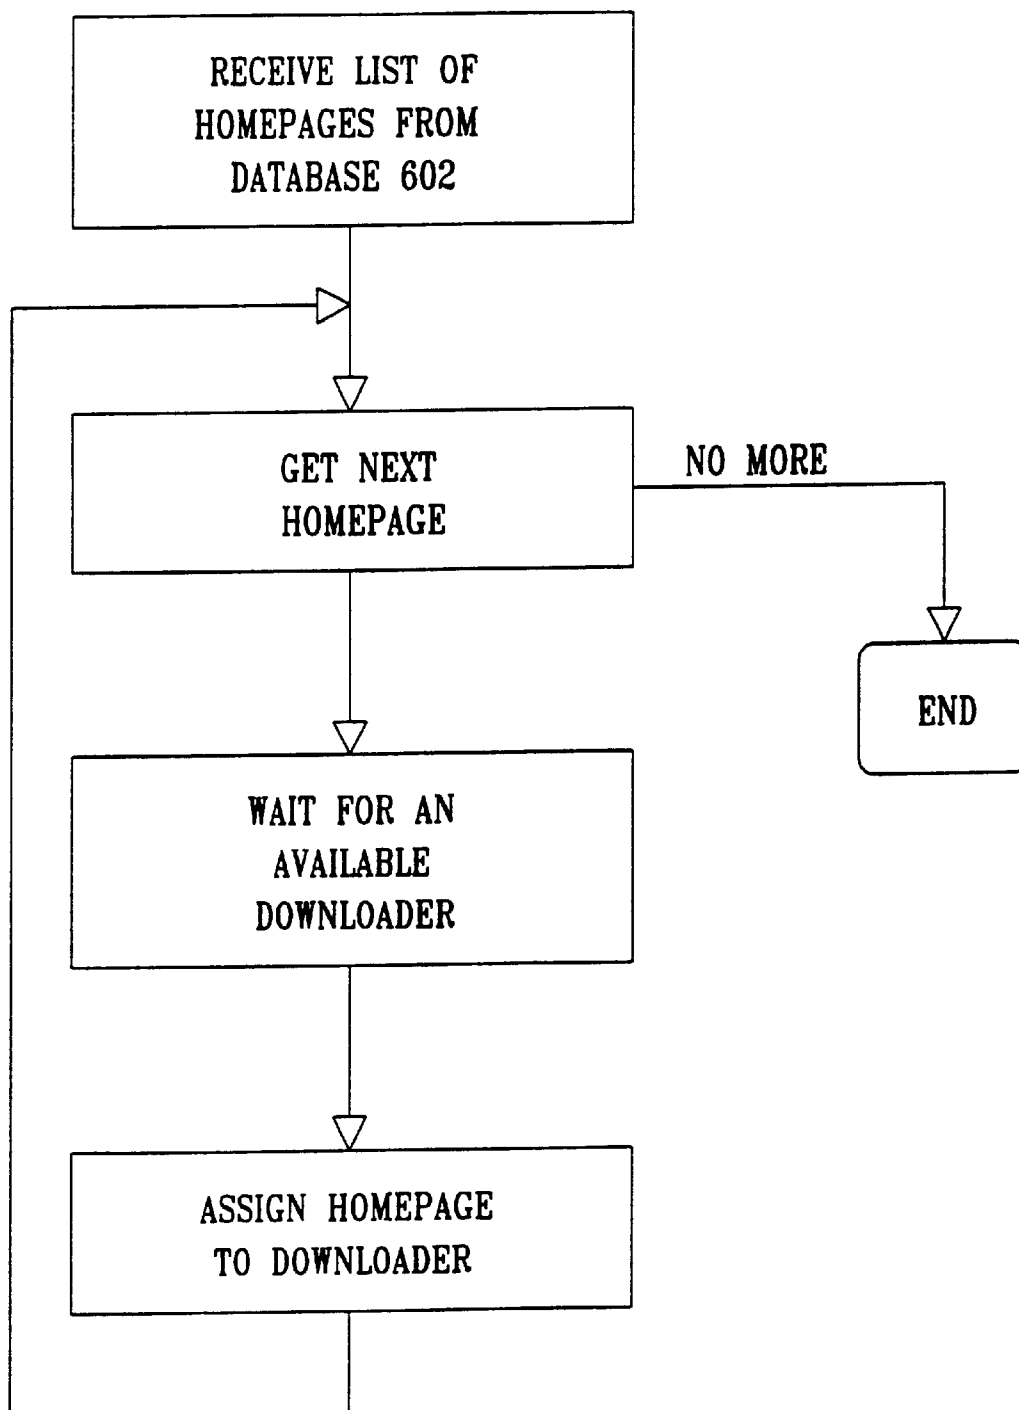 RECEIVE LIST OF
HOMEPAGES FROM
DATABASE 602
GET NEXT
HOMEPAGE
NO MORE
END
WAIT FOR AN
AVAILABLE
DOWNLOADER
ASSIGN HOMEPAGE
TO DOWNLOADER